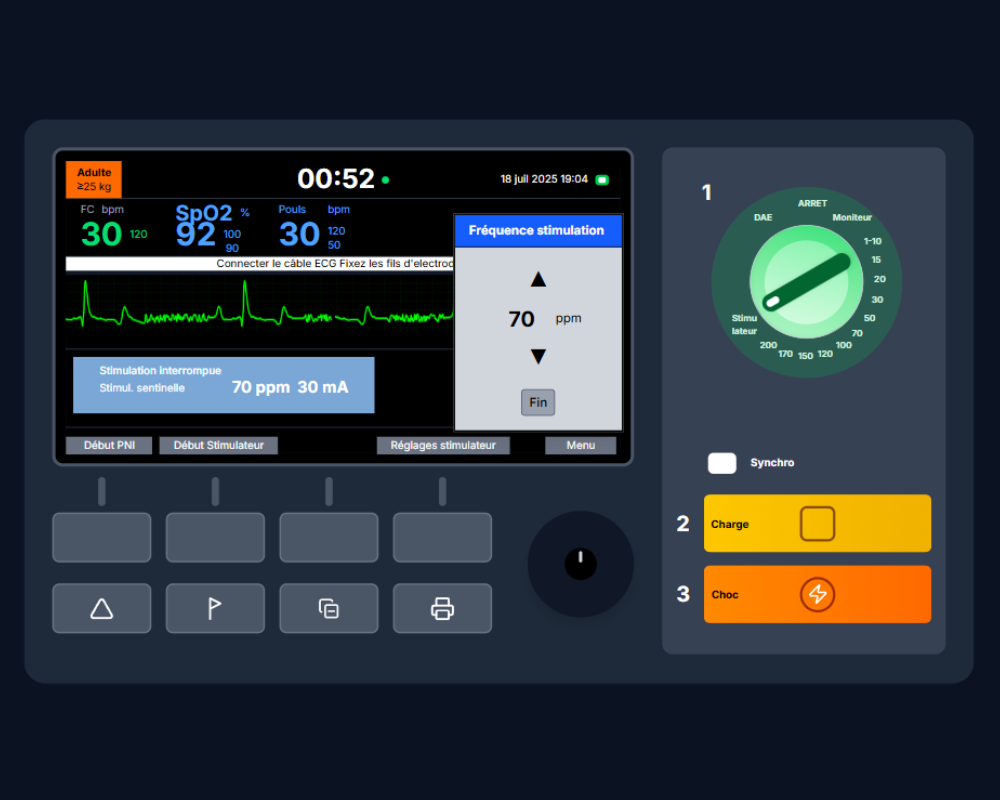 Adulte
≥25 kg
00:52
18 juil 2025 19:04
FC bpm
30 120
SpO2 %
92 100
90
Pouls bpm
30 120
50
Connecter le câble ECG Fixez les fils d'electroc
Fréquence stimulation
▲
70 ppm
▼
Fin
Stimulation interrompue
Stimul. sentinelle 70 ppm 30 mA
Début PNI
Début Stimulateur
Réglages stimulateur
Menu
1
ARRET
DAE
Moniteur
1-10
15
20
30
50
70
100
120
150
170
200
Stimu
lateur
Synchro
2 Charge
3 Choc